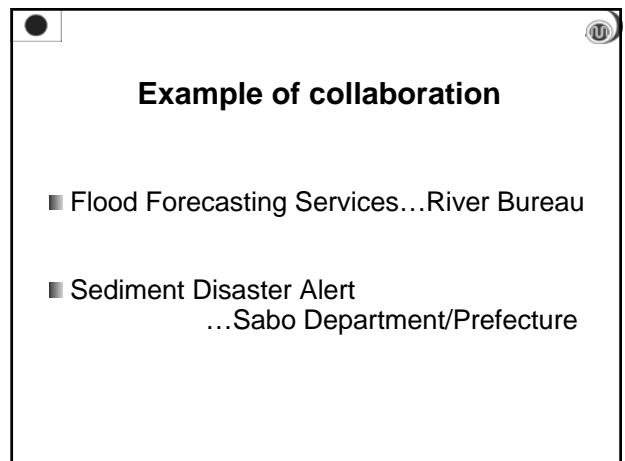 Example of collaboration
Flood Forecasting Services…River Bureau
Sediment Disaster Alert
…Sabo Department/Prefecture